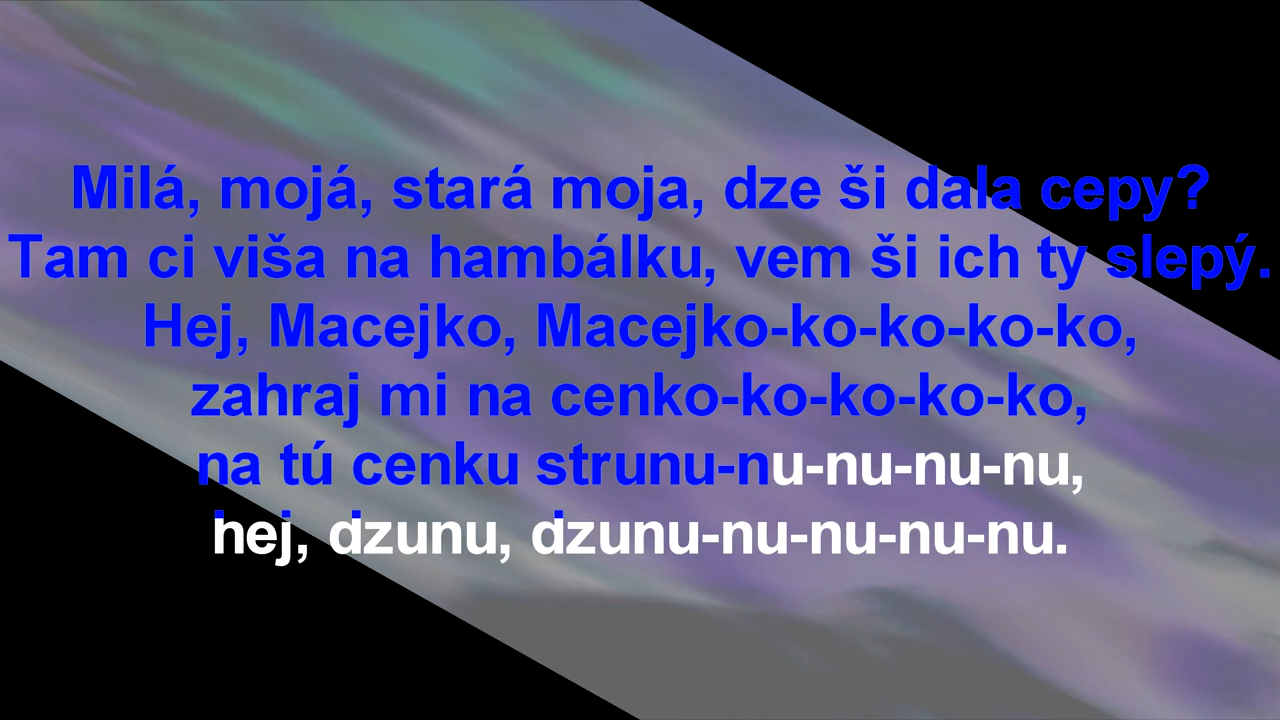 Milá, mojá, stará moja, dze ši dala cepy?
Tam ci viša na hambálku, vem ši ich ty slepý.
Hej, Macejko, Macejko-ko-ko-ko-ko,
zahraj mi na cenko-ko-ko-ko-ko,
na tú cenku strunu-nu-nu-nu-nu,
hej, dzunu, dzunu-nu-nu-nu-nu.